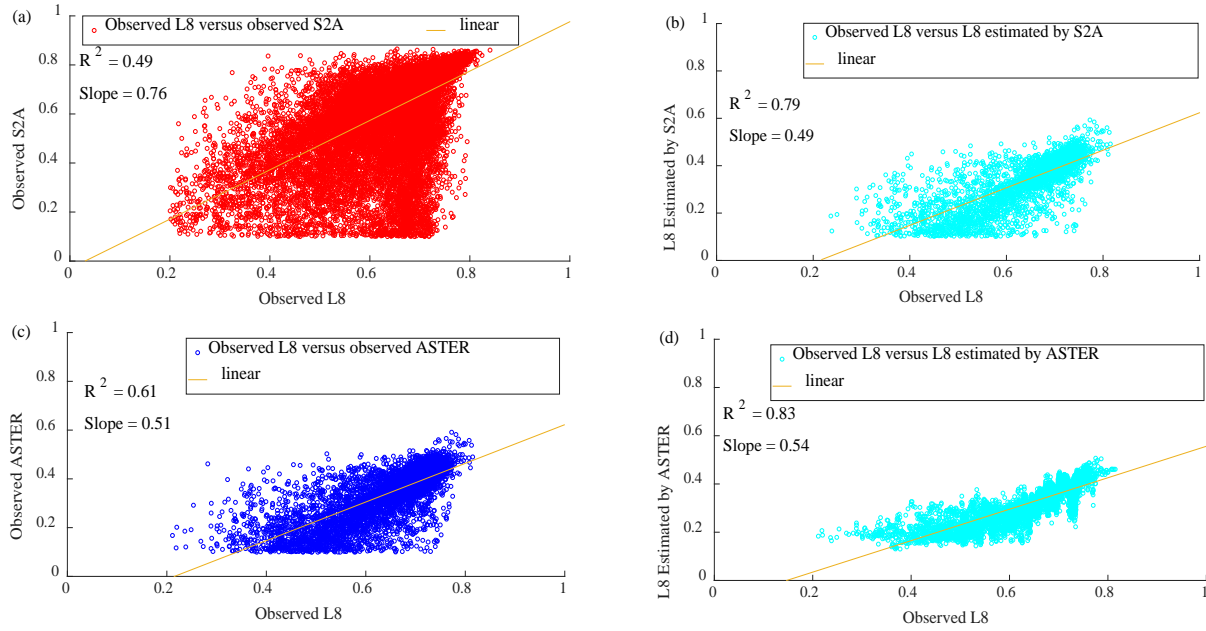 (a)
Observed L8 versus observed S2A
linear
R 2 = 0.49
Slope = 0.76
Observed S2A
1
0.8
0.6
0.4
0.2
0
0 0.2 0.4 0.6 0.8 1
Observed L8
(b)
Observed L8 versus L8 estimated by S2A
linear
R 2 = 0.79
Slope = 0.49
L8 Estimated by S2A
1
0.8
0.6
0.4
0.2
0
0 0.2 0.4 0.6 0.8 1
Observed L8
(c)
Observed L8 versus observed ASTER
linear
R 2 = 0.61
Slope = 0.51
Observed ASTER
1
0.8
0.6
0.4
0.2
0
0 0.2 0.4 0.6 0.8 1
Observed L8
(d)
Observed L8 versus L8 estimated by ASTER
linear
R 2 = 0.83
Slope = 0.54
L8 Estimated by ASTER
1
0.8
0.6
0.4
0.2
0
0 0.2 0.4 0.6 0.8 1
Observed L8